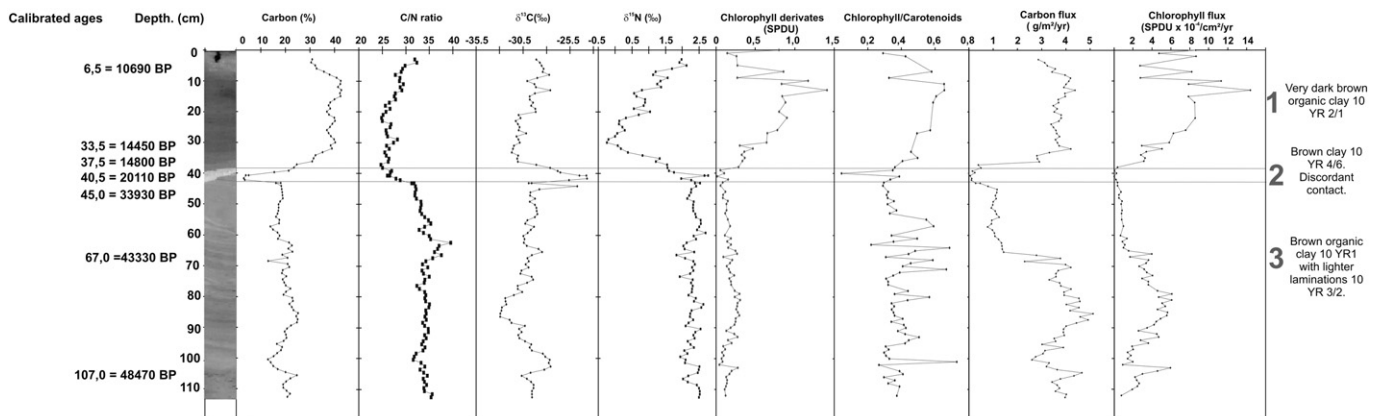 Calibrated ages Depth. (cm) Carbon (%) C/N ratio δ¹³C(‰) δ¹⁵N (‰) Chlorophyll derivates Chlorophyll/Carotenoids Carbon flux Chlorophyll flux
(SPDU) ( g/m²/yr) (SPDU x 10⁻⁴/cm²/yr)
0 10 20 30 40 50 60 20 25 30 35 40 45 -35.5 -30.5 -25.5 -0.5 0.5 1.5 2.5 0 0,5 1,0 1,5 0 0,2 0,4 0,6 0,8 1 2 3 4 5 2 4 6 8 10 12 14
0
6,5 = 10690 BP
10
20
30
33,5 = 14450 BP
37,5 = 14800 BP
40
40,5 = 20110 BP
45,0 = 33930 BP
50
60
67,0 =43330 BP
70
80
90
100
107,0 = 48470 BP
110
1
Very dark brown
organic clay 10
YR 2/1
2
Brown clay 10
YR 4/6.
Discordant
contact.
3
Brown organic
clay 10 YR1
with lighter
laminations 10
YR 3/2.